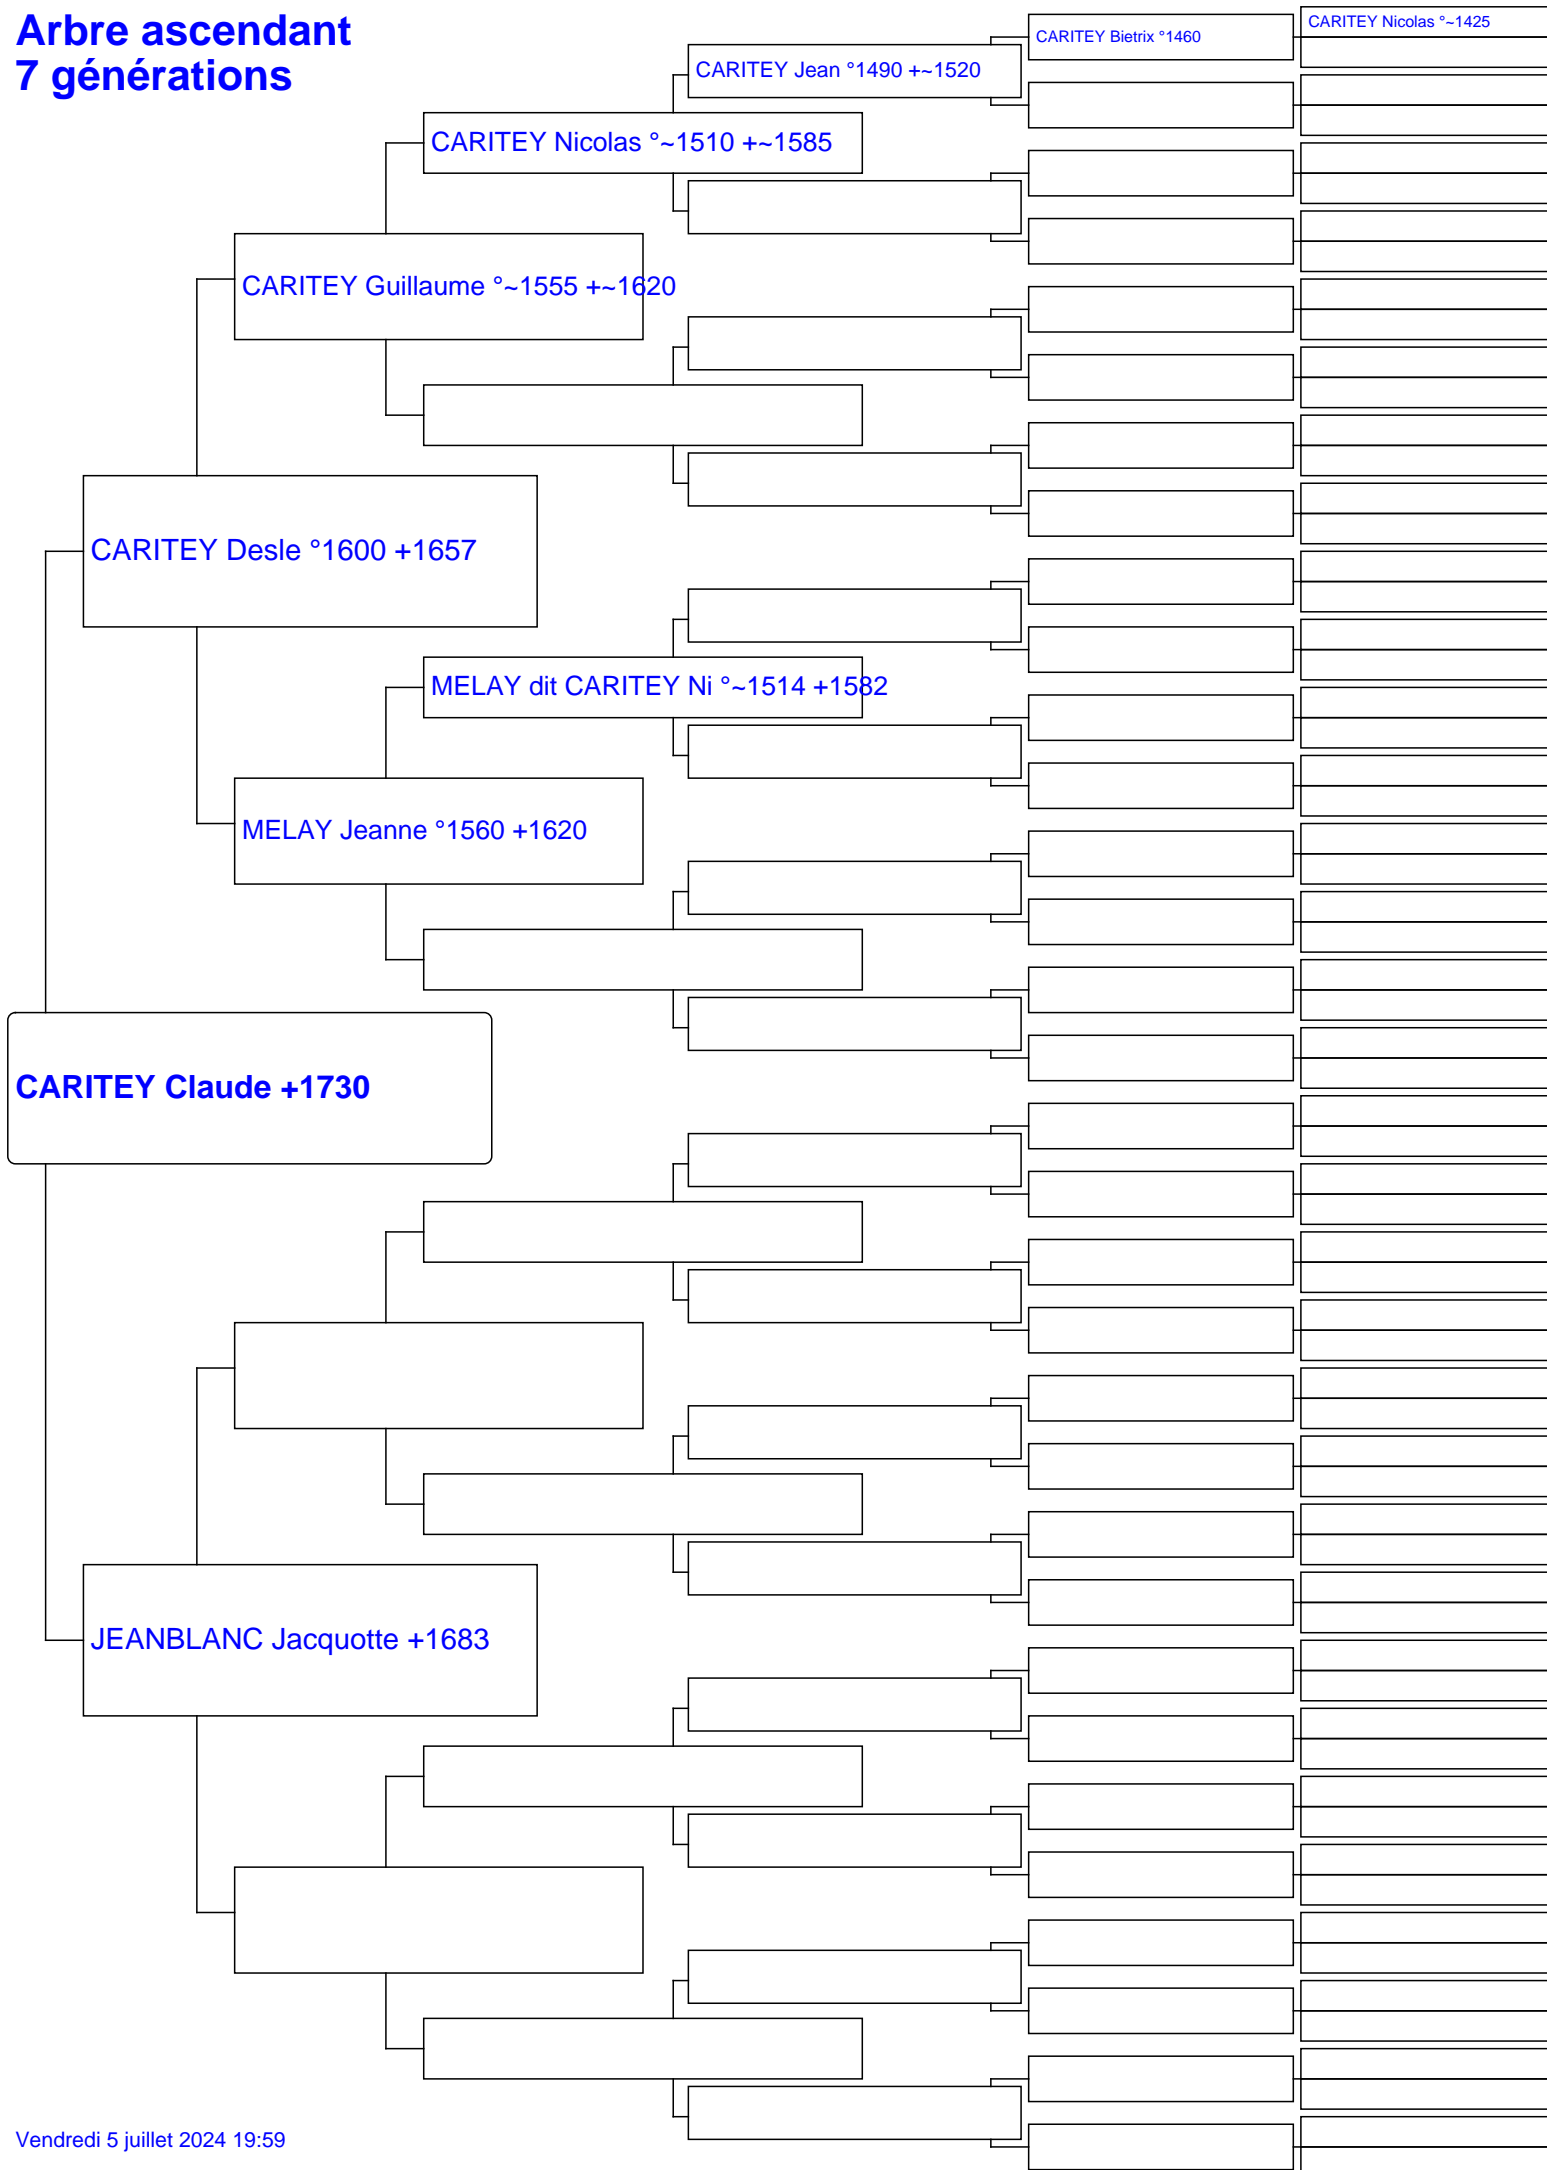 Arbre ascendant
7 générations
CARITEY Nicolas °~1425
CARITEY Bietrix °1460
CARITEY Jean °1490 +~1520
CARITEY Nicolas °~1510 +~1585
CARITEY Guillaume °~1555 +~1620
CARITEY Desle °1600 +1657
MELAY dit CARITEY Ni °~1514 +1582
MELAY Jeanne °1560 +1620
CARITEY Claude +1730
JEANBLANC Jacquotte +1683
Vendredi 5 juillet 2024 19:59